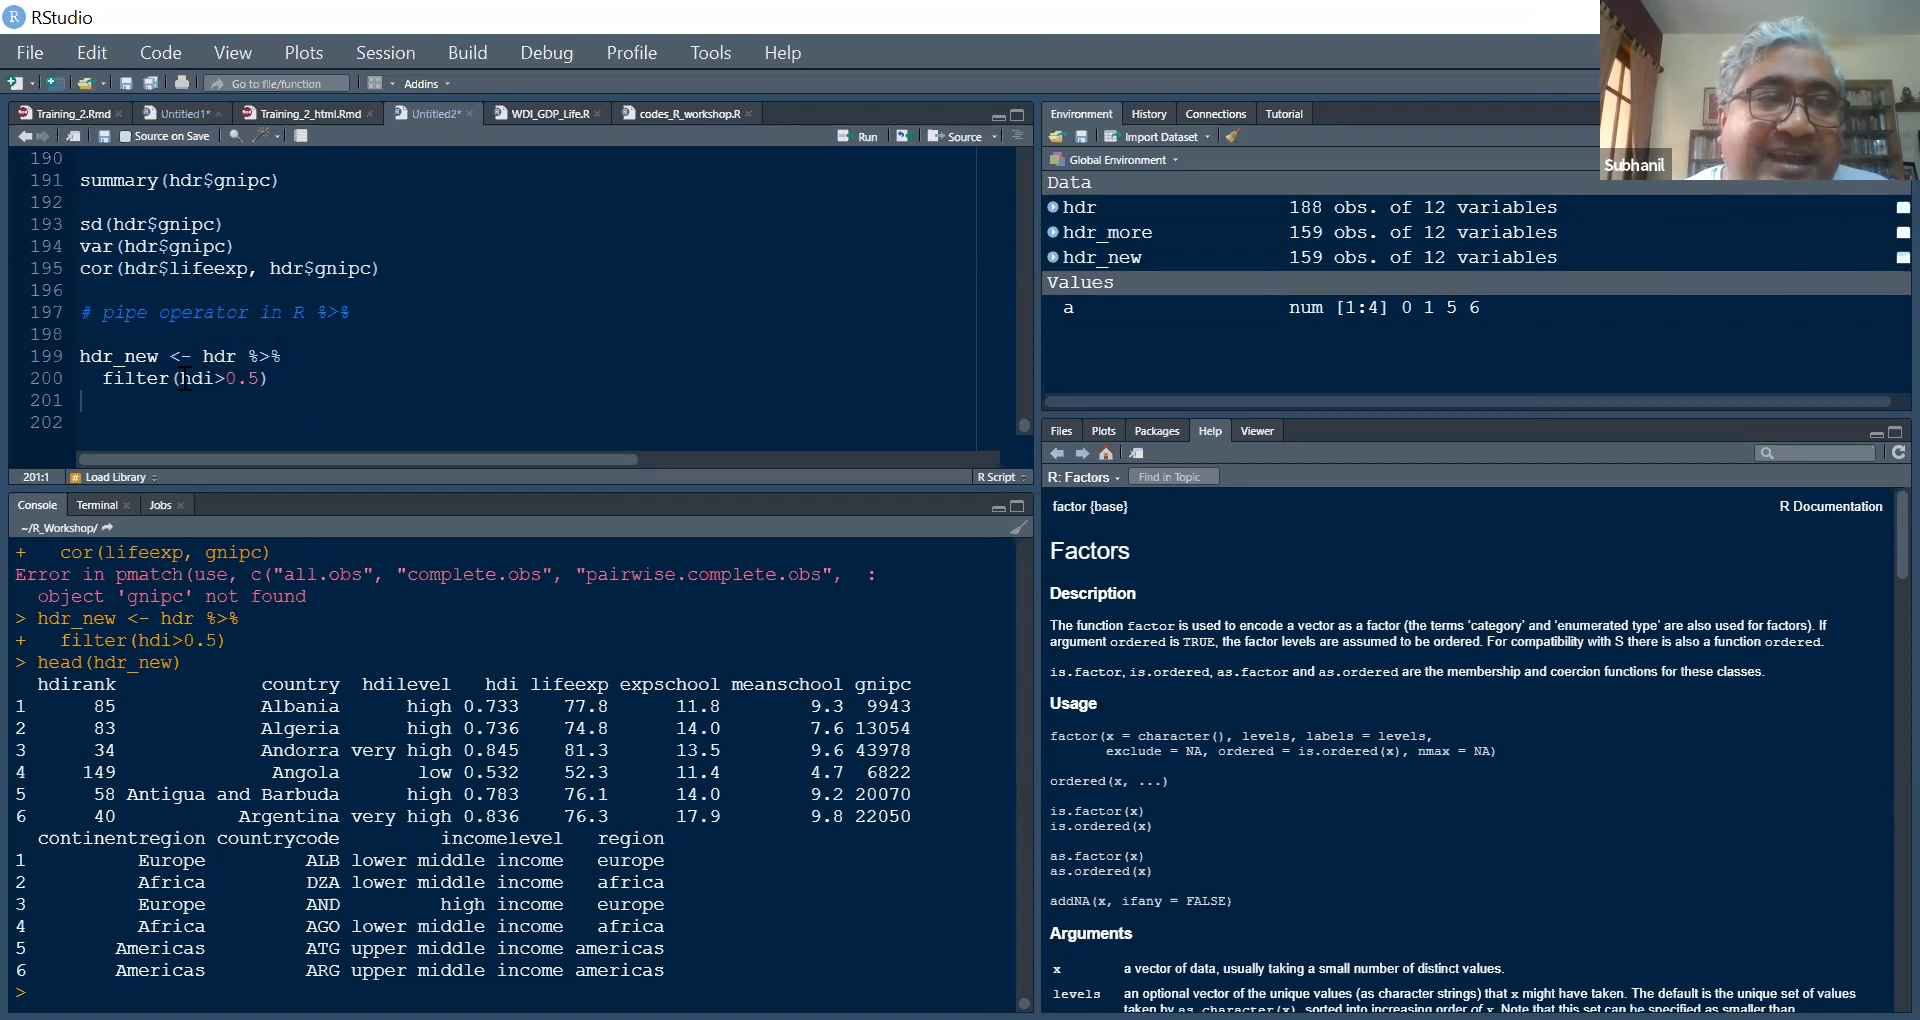 RStudio
File Edit Code View Plots Session Build Debug Profile Tools Help
Go to file/function Addins
Training_2.Rmd Untitled1* Training_2_html.Rmd Untitled2* WDI_GDP_Life.R codes_R_workshop.R
Source on Save Run Source
190
191 summary(hdr$gnipc)
192
193 sd(hdr$gnipc)
194 var(hdr$gnipc)
195 cor(hdr$lifeexp, hdr$gnipc)
196
197 # pipe operator in R %>%
198
199 hdr_new <- hdr %>%
200 filter(hdi>0.5)
201
202
201:1 # Load Library R Script
Console Terminal Jobs
~/R_Workshop/
+ cor(lifeexp, gnipc)
Error in pmatch(use, c("all.obs", "complete.obs", "pairwise.complete.obs", :
object 'gnipc' not found
> hdr_new <- hdr %>%
+ filter(hdi>0.5)
> head(hdr_new)
hdirank country hdilevel hdi lifeexp expschool meanschool gnipc
1 85 Albania high 0.733 77.8 11.8 9.3 9943
2 83 Algeria high 0.736 74.8 14.0 7.6 13054
3 34 Andorra very high 0.845 81.3 13.5 9.6 43978
4 149 Angola low 0.532 52.3 11.4 4.7 6822
5 58 Antigua and Barbuda high 0.783 76.1 14.0 9.2 20070
6 40 Argentina very high 0.836 76.3 17.9 9.8 22050
continentregion countrycode incomelevel region
1 Europe ALB lower middle income europe
2 Africa DZA lower middle income africa
3 Europe AND high income europe
4 Africa AGO lower middle income africa
5 Americas ATG upper middle income americas
6 Americas ARG upper middle income americas
>
Environment History Connections Tutorial
Import Dataset
Global Environment
Data
hdr 188 obs. of 12 variables
hdr_more 159 obs. of 12 variables
hdr_new 159 obs. of 12 variables
Values
a num [1:4] 0 1 5 6
Subhanil
Files Plots Packages Help Viewer
R: Factors Find in Topic
factor {base} R Documentation
Factors
Description
The function factor is used to encode a vector as a factor (the terms ‘category’ and ‘enumerated type’ are also used for factors). If
argument ordered is TRUE, the factor levels are assumed to be ordered. For compatibility with S there is also a function ordered.
is.factor, is.ordered, as.factor and as.ordered are the membership and coercion functions for these classes.
Usage
factor(x = character(), levels, labels = levels,
exclude = NA, ordered = is.ordered(x), nmax = NA)
ordered(x, ...)
is.factor(x)
is.ordered(x)
as.factor(x)
as.ordered(x)
addNA(x, ifany = FALSE)
Arguments
x a vector of data, usually taking a small number of distinct values.
levels an optional vector of the unique values (as character strings) that x might have taken. The default is the unique set of values
taken by as.character(x), sorted into increasing order of x. Note that this set can be specified as smaller than